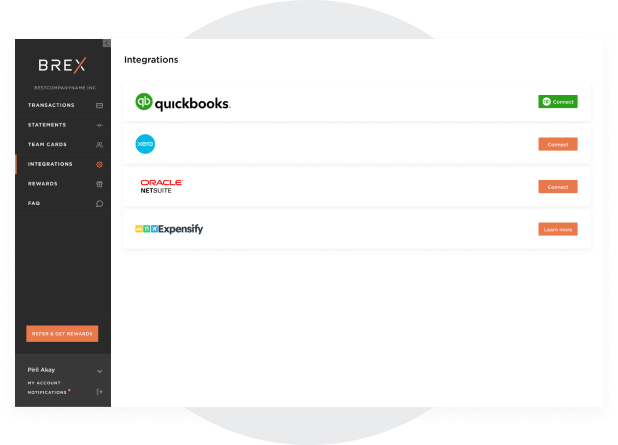 BREX
BESTCOMPANYNAME INC
TRANSACTIONS
STATEMENTS
TEAM CARDS
INTEGRATIONS
REWARDS
FAQ
REFER & GET REWARDS
Piril Akay
MY ACCOUNT
NOTIFICATIONS
Integrations
qb quickbooks.
Connect
xero
Connect
ORACLE
NETSUITE
Connect
Expensify
Learn more